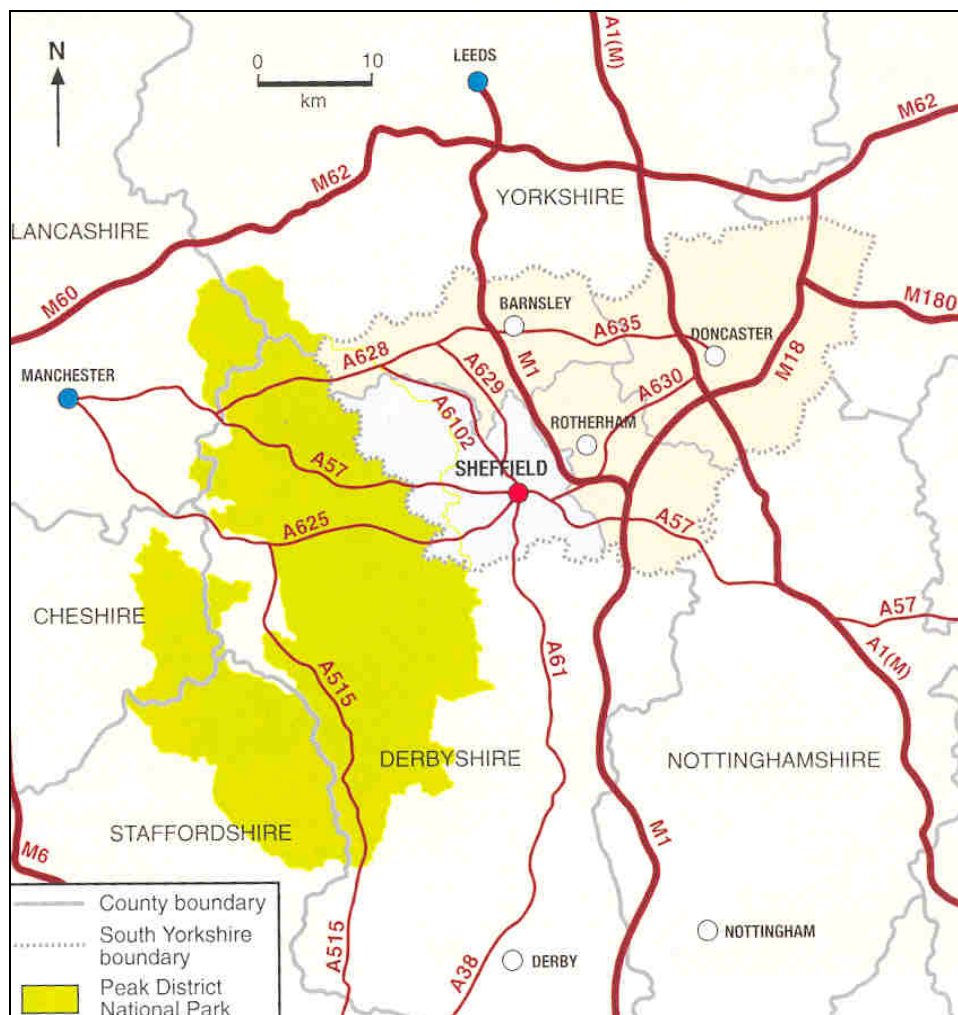 N
0 10
km
LEEDS
A1(M)
M62
M62
YORKSHIRE
LANCASHIRE
M60
BARNSLEY
A635
DONCASTER
M180
A628
M1
M18
MANCHESTER
A629
A630
A6102
ROTHERHAM
A57
SHEFFIELD
A625
A57
CHESHIRE
A57
A61
A1(M)
A515
DERBYSHIRE
NOTTINGHAMSHIRE
STAFFORDSHIRE
M1
M6
County boundary
South Yorkshire
boundary
Peak District
National Park
A515
A38
DERBY
NOTTINGHAM